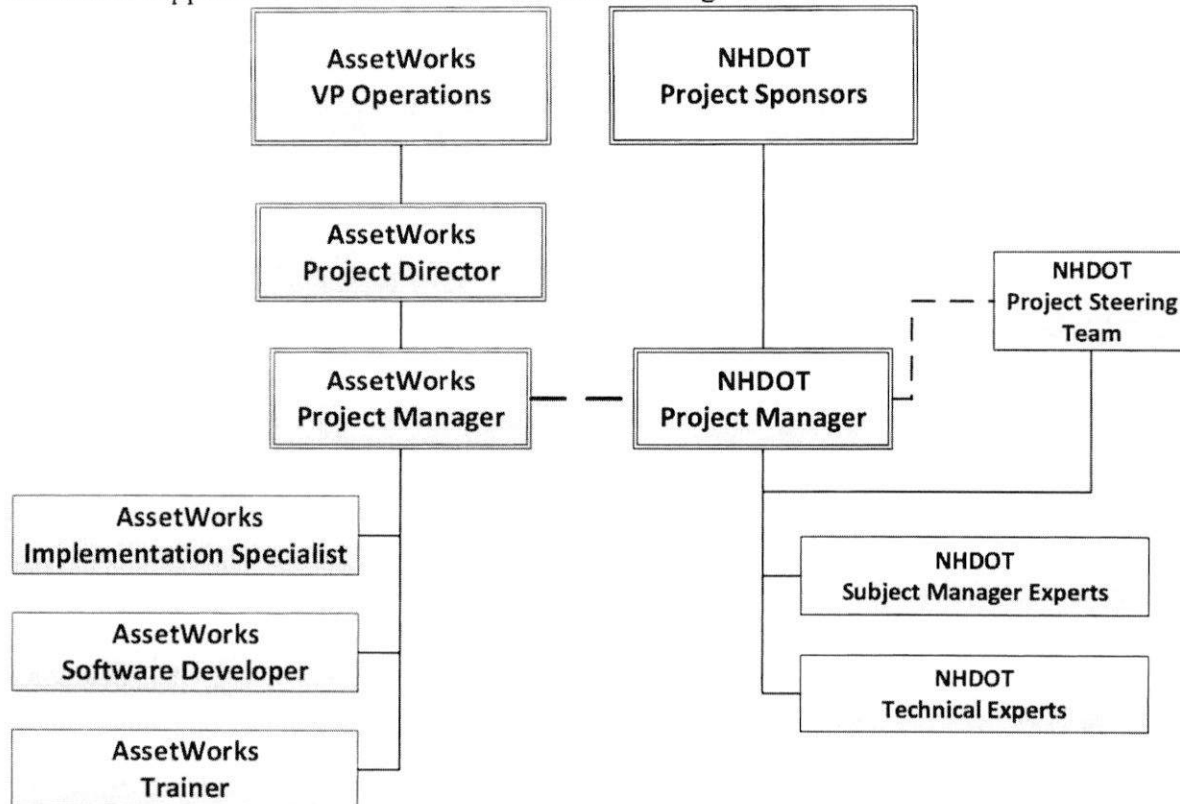 AssetWorks
VP Operations
NHDOT
Project Sponsors
AssetWorks
Project Director
NHDOT
Project Steering
Team
AssetWorks
Project Manager
NHDOT
Project Manager
AssetWorks
Implementation Specialist
NHDOT
Subject Manager Experts
AssetWorks
Software Developer
NHDOT
Technical Experts
AssetWorks
Trainer